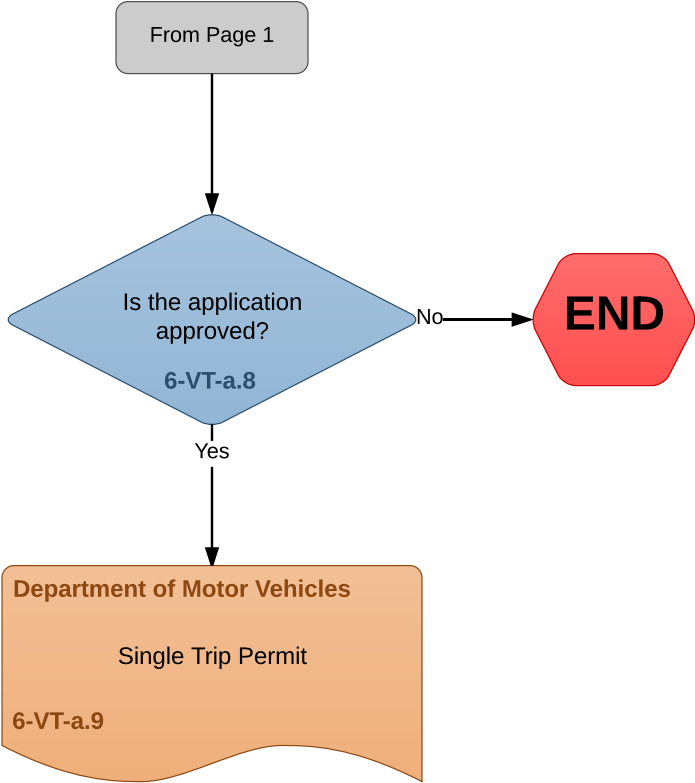 From Page 1
Is the application
approved?
6-VT-a.8
No
END
Yes
Department of Motor Vehicles
Single Trip Permit
6-VT-a.9